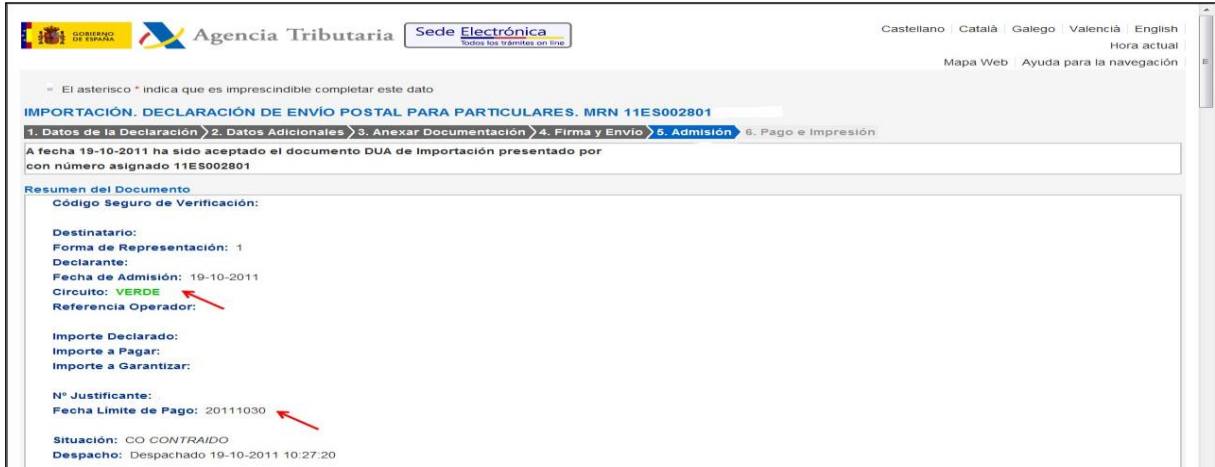 GOBIERNO DE ESPAÑA
Agencia Tributaria
Sede Electrónica
Todos los trámites on line
Castellano Català Galego Valencià English
Hora actual
Mapa Web Ayuda para la navegación
El asterisco * indica que es imprescindible completar este dato
IMPORTACIÓN. DECLARACIÓN DE ENVÍO POSTAL PARA PARTICULARES. MRN 11ES002801
1. Datos de la Declaración 2. Datos Adicionales 3. Anexar Documentación 4. Firma y Envío 5. Admisión 6. Pago e Impresión
A fecha 19-10-2011 ha sido aceptado el documento DUA de Importación presentado por
con número asignado 11ES002801
Resumen del Documento
Código Seguro de Verificación:
Destinatario:
Forma de Representación: 1
Declarante:
Fecha de Admisión: 19-10-2011
Circuito: VERDE
Referencia Operador:
Importe Declarado:
Importe a Pagar:
Importe a Garantizar:
Nº Justificante:
Fecha Límite de Pago: 20111030
Situación: CO CONTRAIDO
Despacho: Despachado 19-10-2011 10:27:20